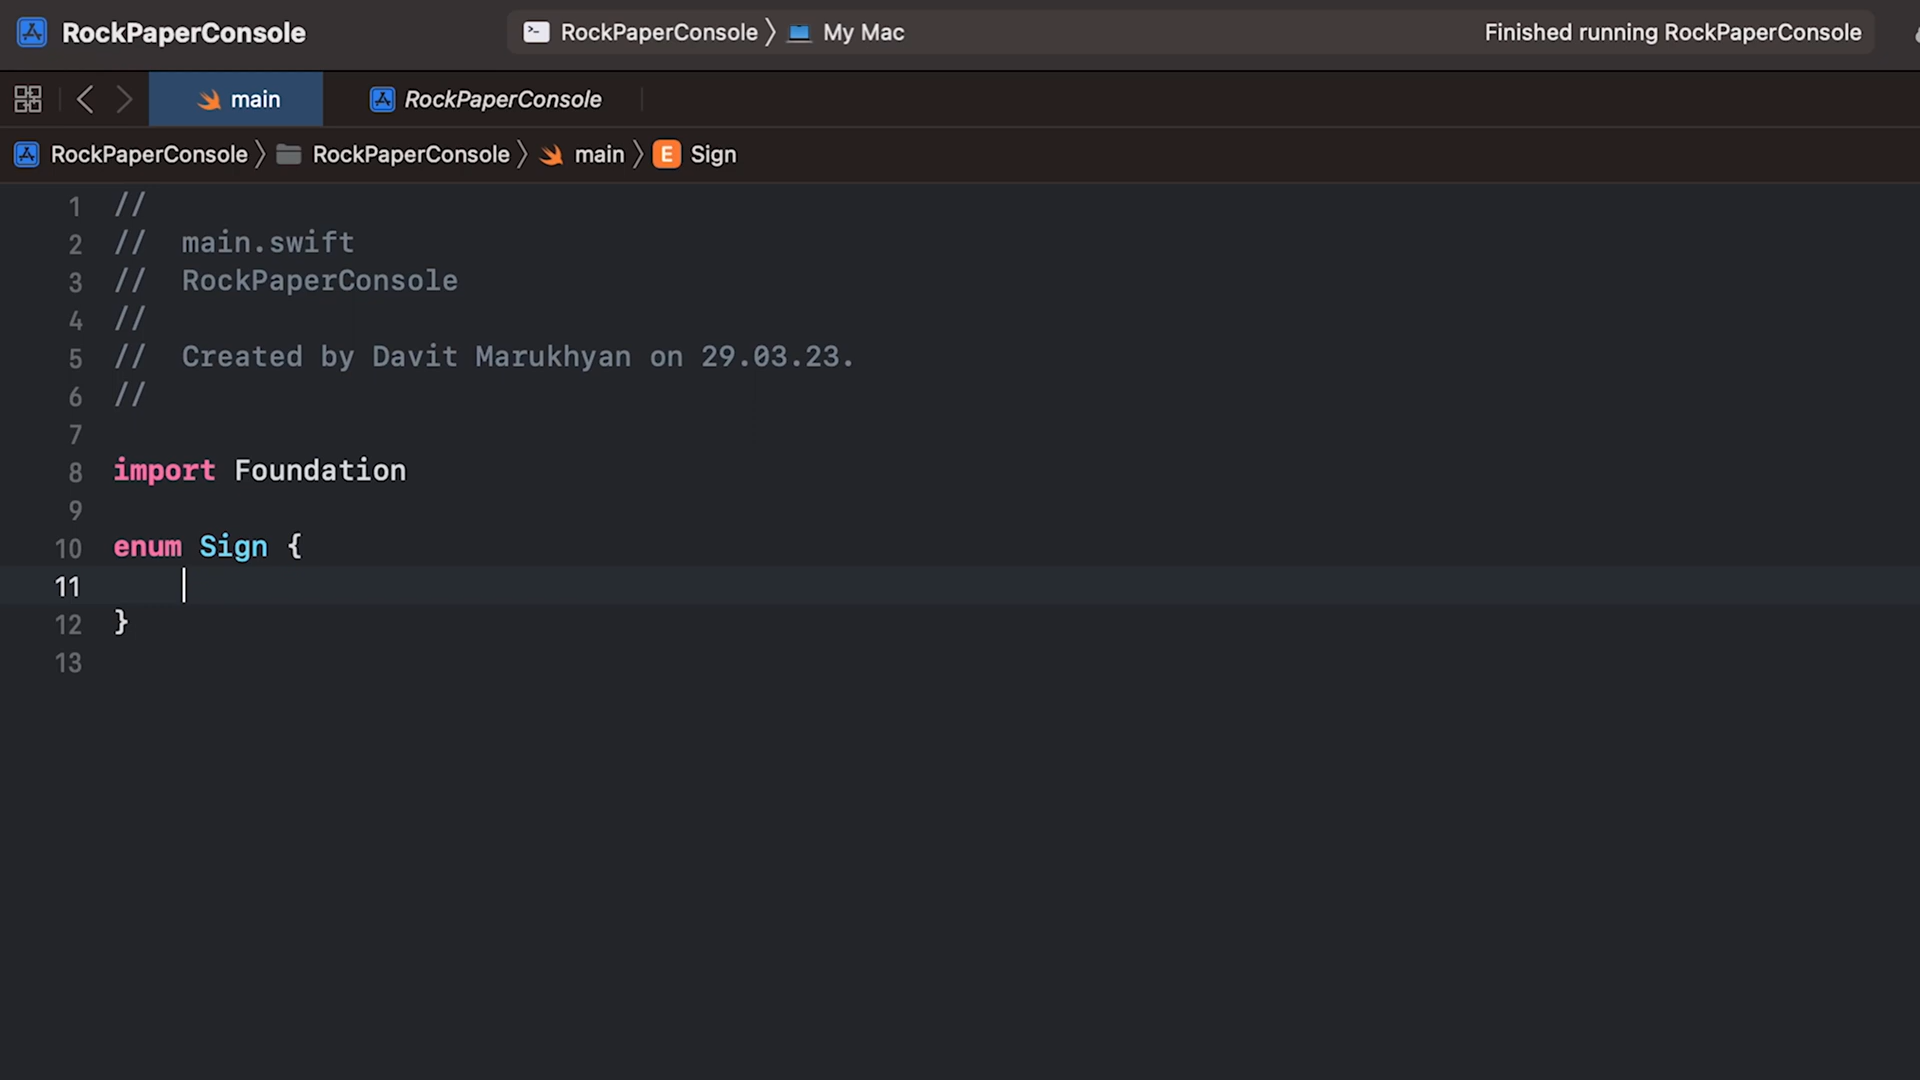 RockPaperConsole
RockPaperConsole 〉 My Mac
Finished running RockPaperConsole
main
RockPaperConsole
RockPaperConsole 〉 RockPaperConsole 〉 main 〉 E Sign
1 //
2 //  main.swift
3 //  RockPaperConsole
4 //
5 //  Created by Davit Marukhyan on 29.03.23.
6 //
7
8 import Foundation
9
10 enum Sign {
11
12 }
13